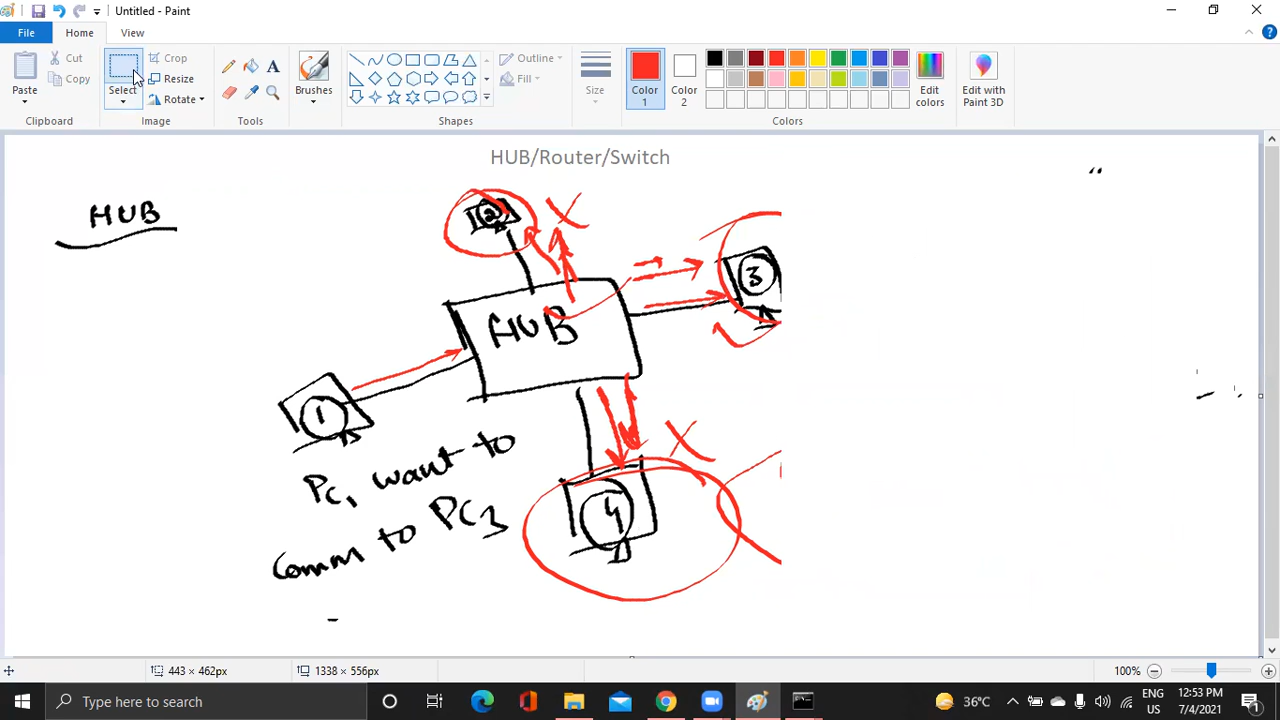 Untitled - Paint
File
Home
View
Paste
Cut
Copy
Clipboard
Select
Crop
Resize
Rotate
Image
Tools
Brushes
Shapes
Outline
Fill
Size
Color 1
Color 2
Edit colors
Edit with Paint 3D
Colors
HUB/Router/Switch
HUB
2
3
HUB
1
PC1 want to
Comm to PC3
4
443 × 462px
1338 × 556px
100%
Type here to search
36°C
ENG
US
12:53 PM
7/4/2021
1